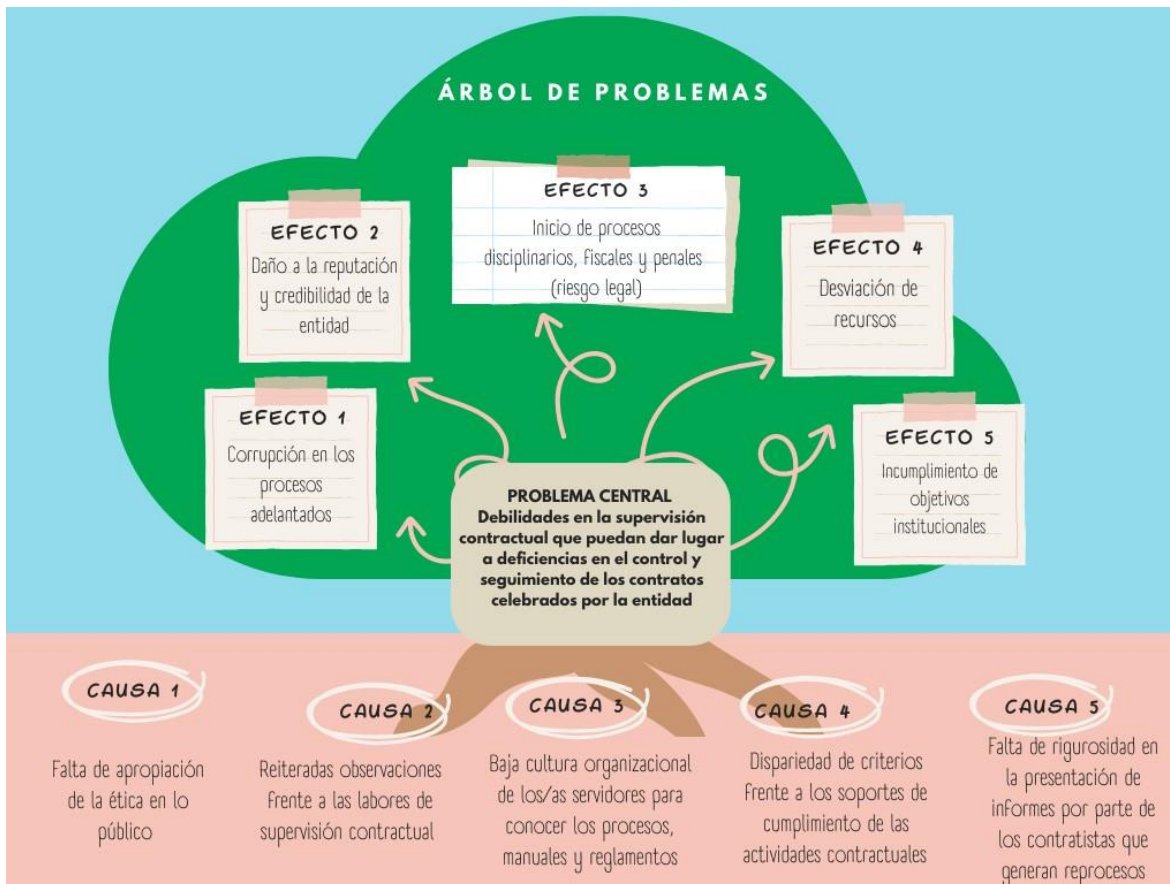 ÁRBOL DE PROBLEMAS
EFECTO 3
Inicio de procesos
disciplinarios, fiscales y penales
(riesgo legal)
EFECTO 2
Daño a la reputación
y credibilidad de la
entidad
EFECTO 4
Desviación de
recursos
EFECTO 1
Corrupción en los
procesos
adelantados
EFECTO 5
Incumplimiento de
objetivos
institucionales
PROBLEMA CENTRAL
Debilidades en la supervisión
contractual que puedan dar lugar
a deficiencias en el control y
seguimiento de los contratos
celebrados por la entidad
CAUSA 1
Falta de apropiación
de la ética en lo
público
CAUSA 2
Reiteradas observaciones
frente a las labores de
supervisión contractual
CAUSA 3
Baja cultura organizacional
de los/as servidores para
conocer los procesos,
manuales y reglamentos
CAUSA 4
Dispariedad de criterios
frente a los soportes de
cumplimiento de las
actividades contractuales
CAUSA 5
Falta de rigurosidad en
la presentación de
informes por parte de
los contratistas que
generan reprocesos